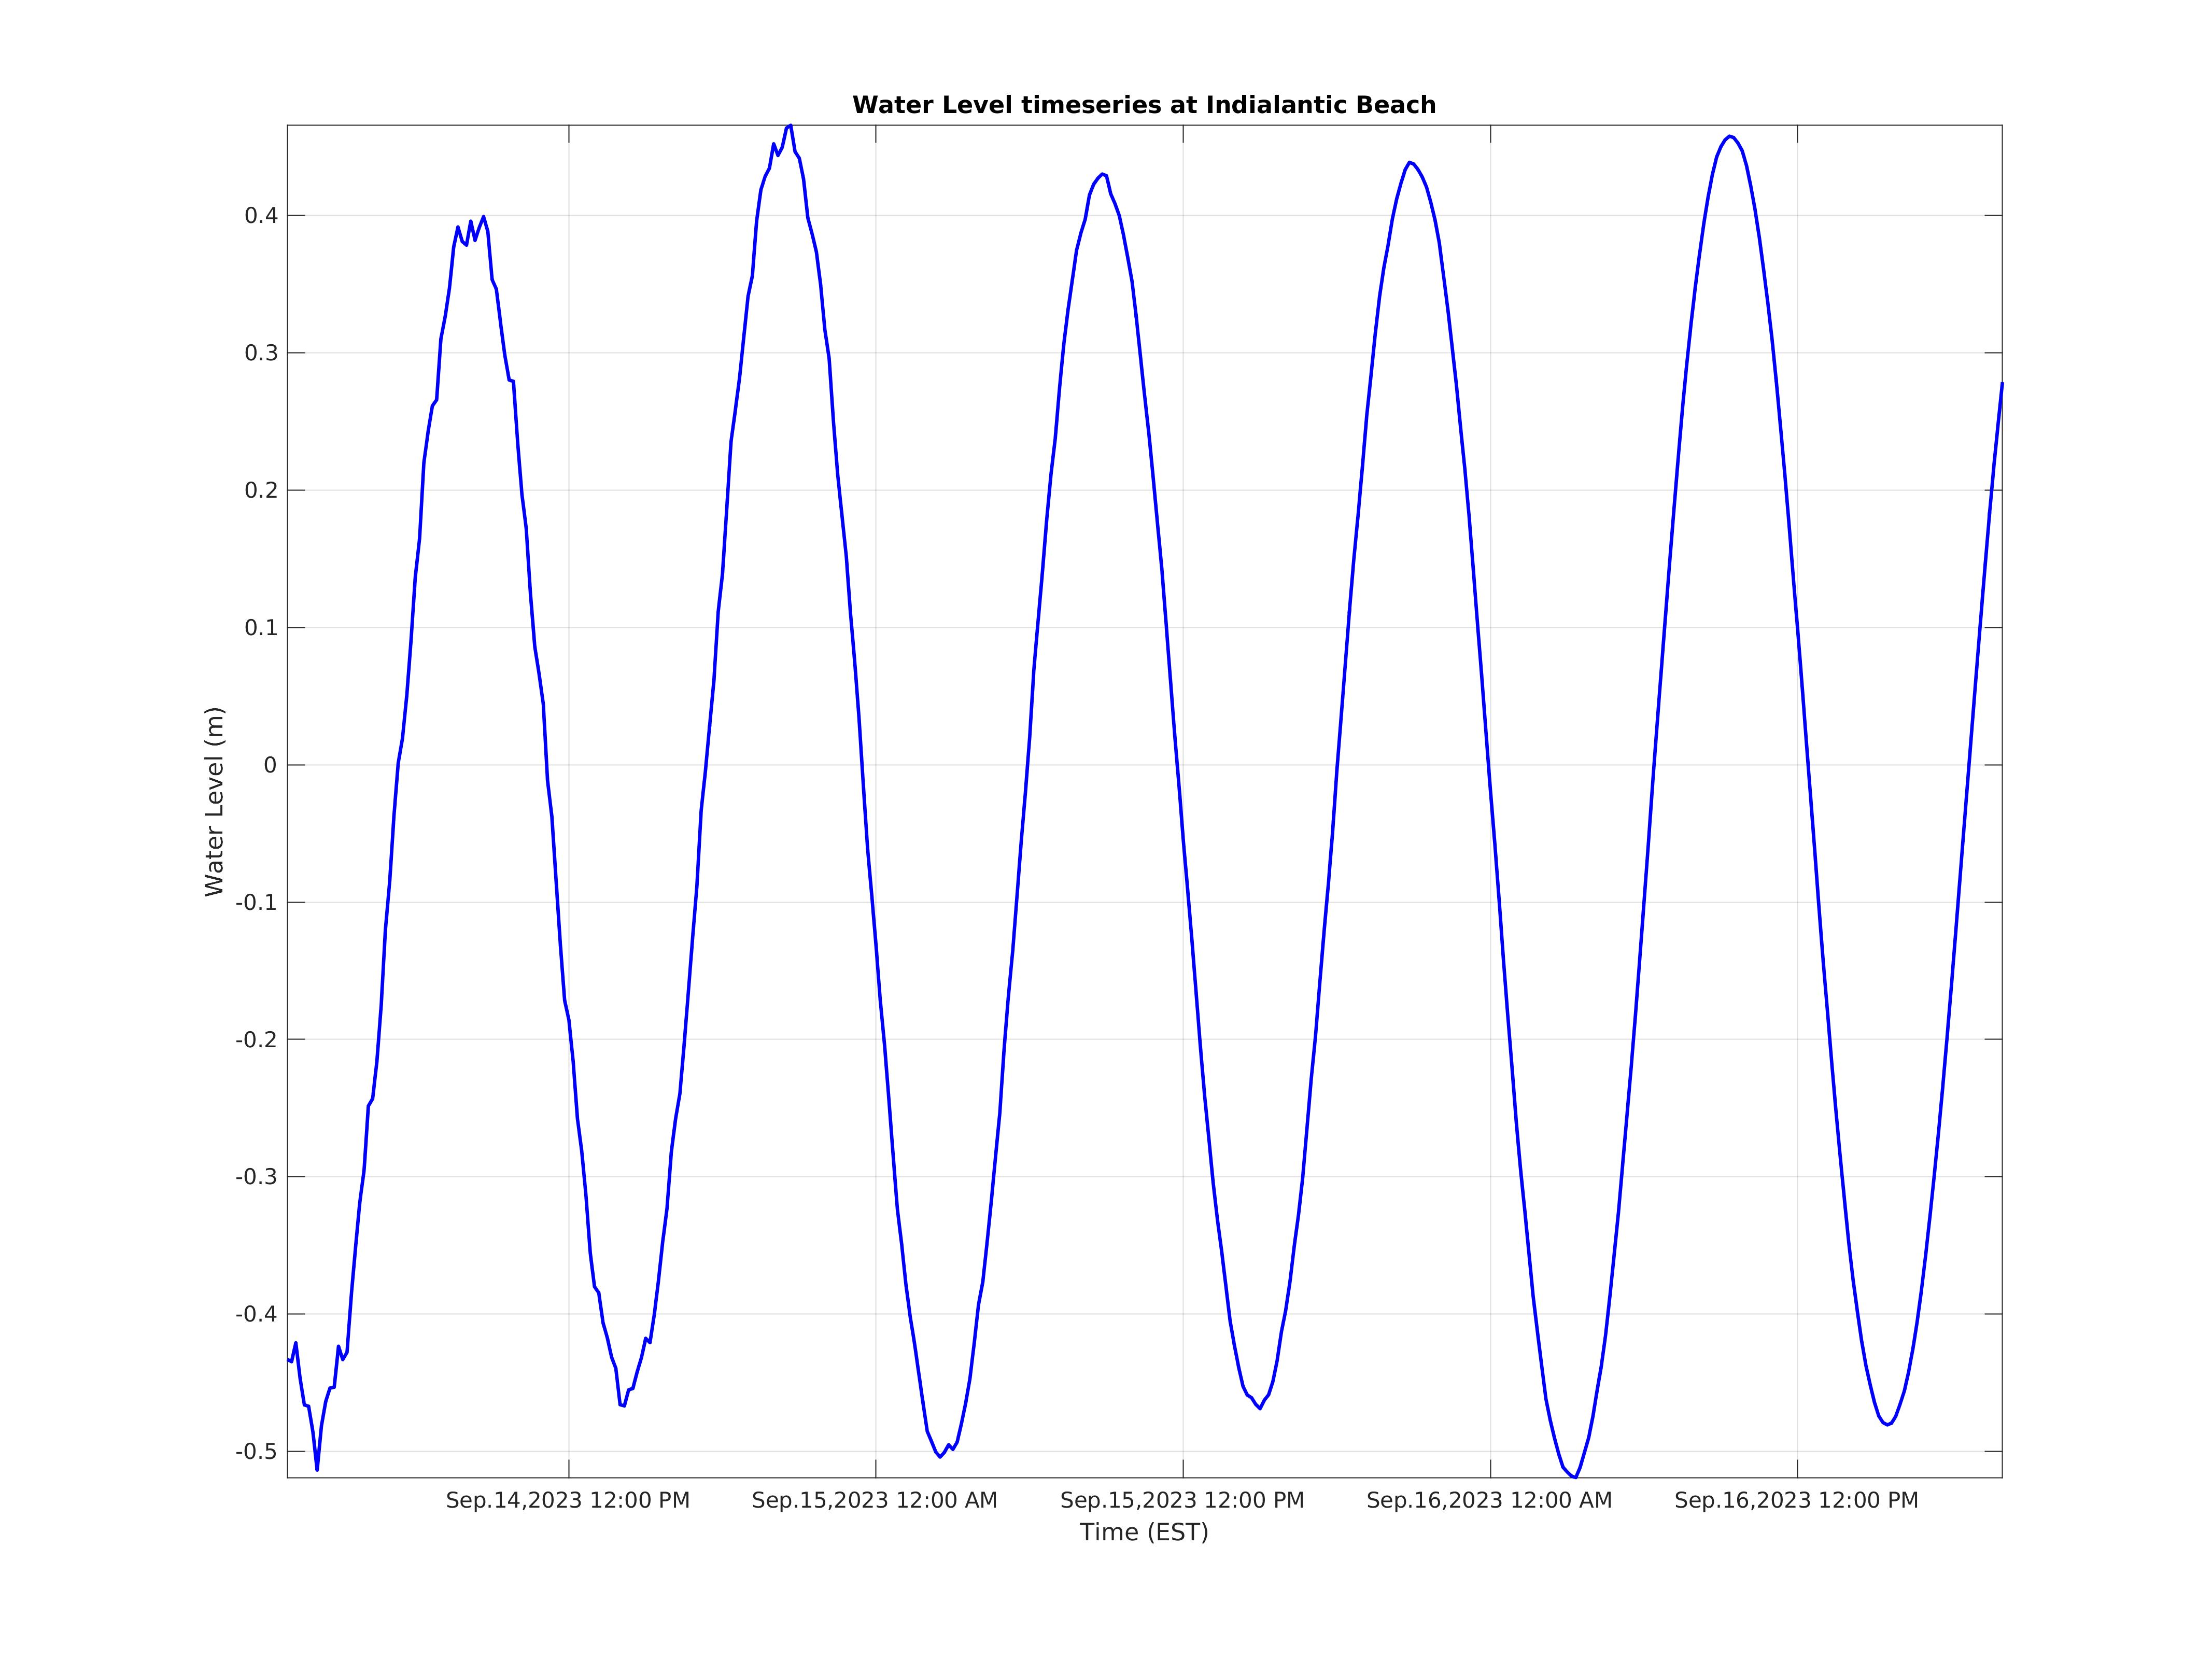 Water Level timeseries at Indialantic Beach
0.4
0.3
0.2
0.1
0
-0.1
-0.2
-0.3
-0.4
-0.5
Water Level (m)
Sep.14,2023 12:00 PM
Sep.15,2023 12:00 AM
Sep.15,2023 12:00 PM
Sep.16,2023 12:00 AM
Sep.16,2023 12:00 PM
Time (EST)